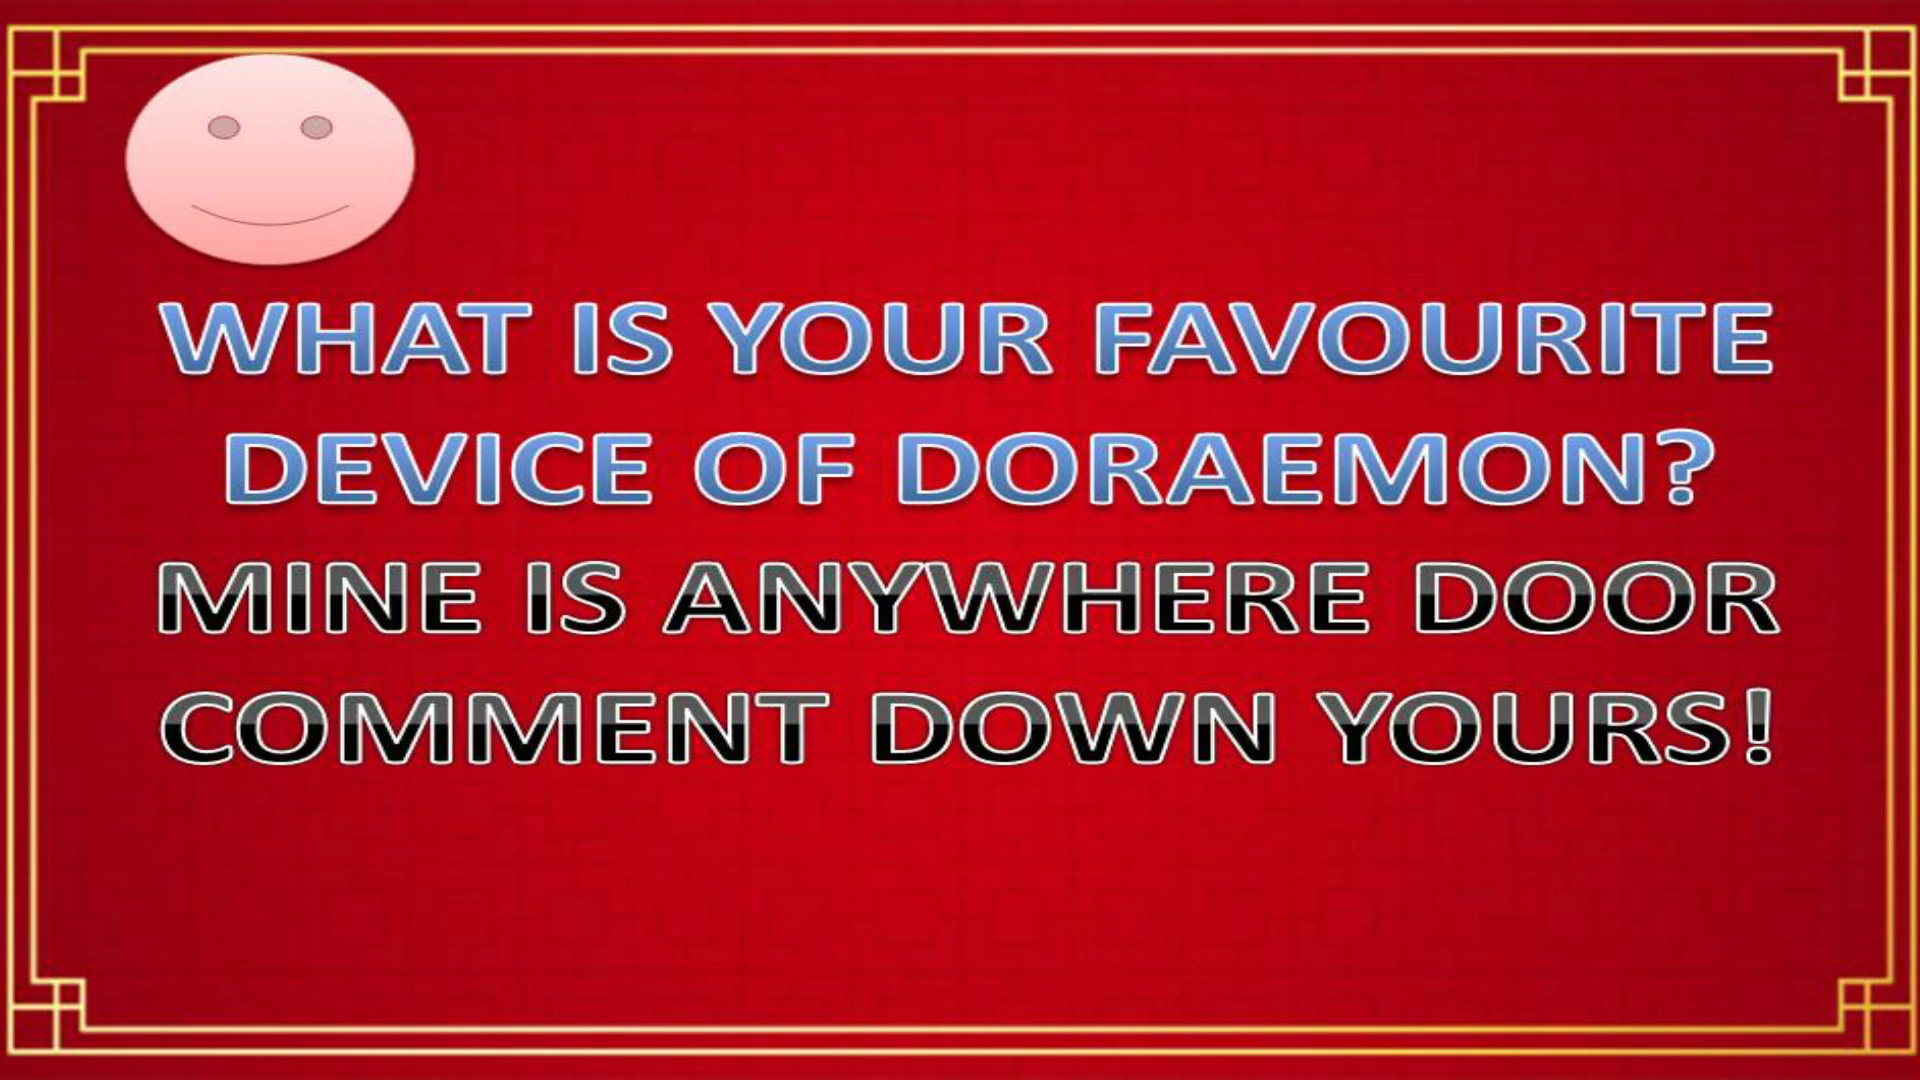 WHAT IS YOUR FAVOURITE
DEVICE OF DORAEMON?
MINE IS ANYWHERE DOOR
COMMENT DOWN YOURS!